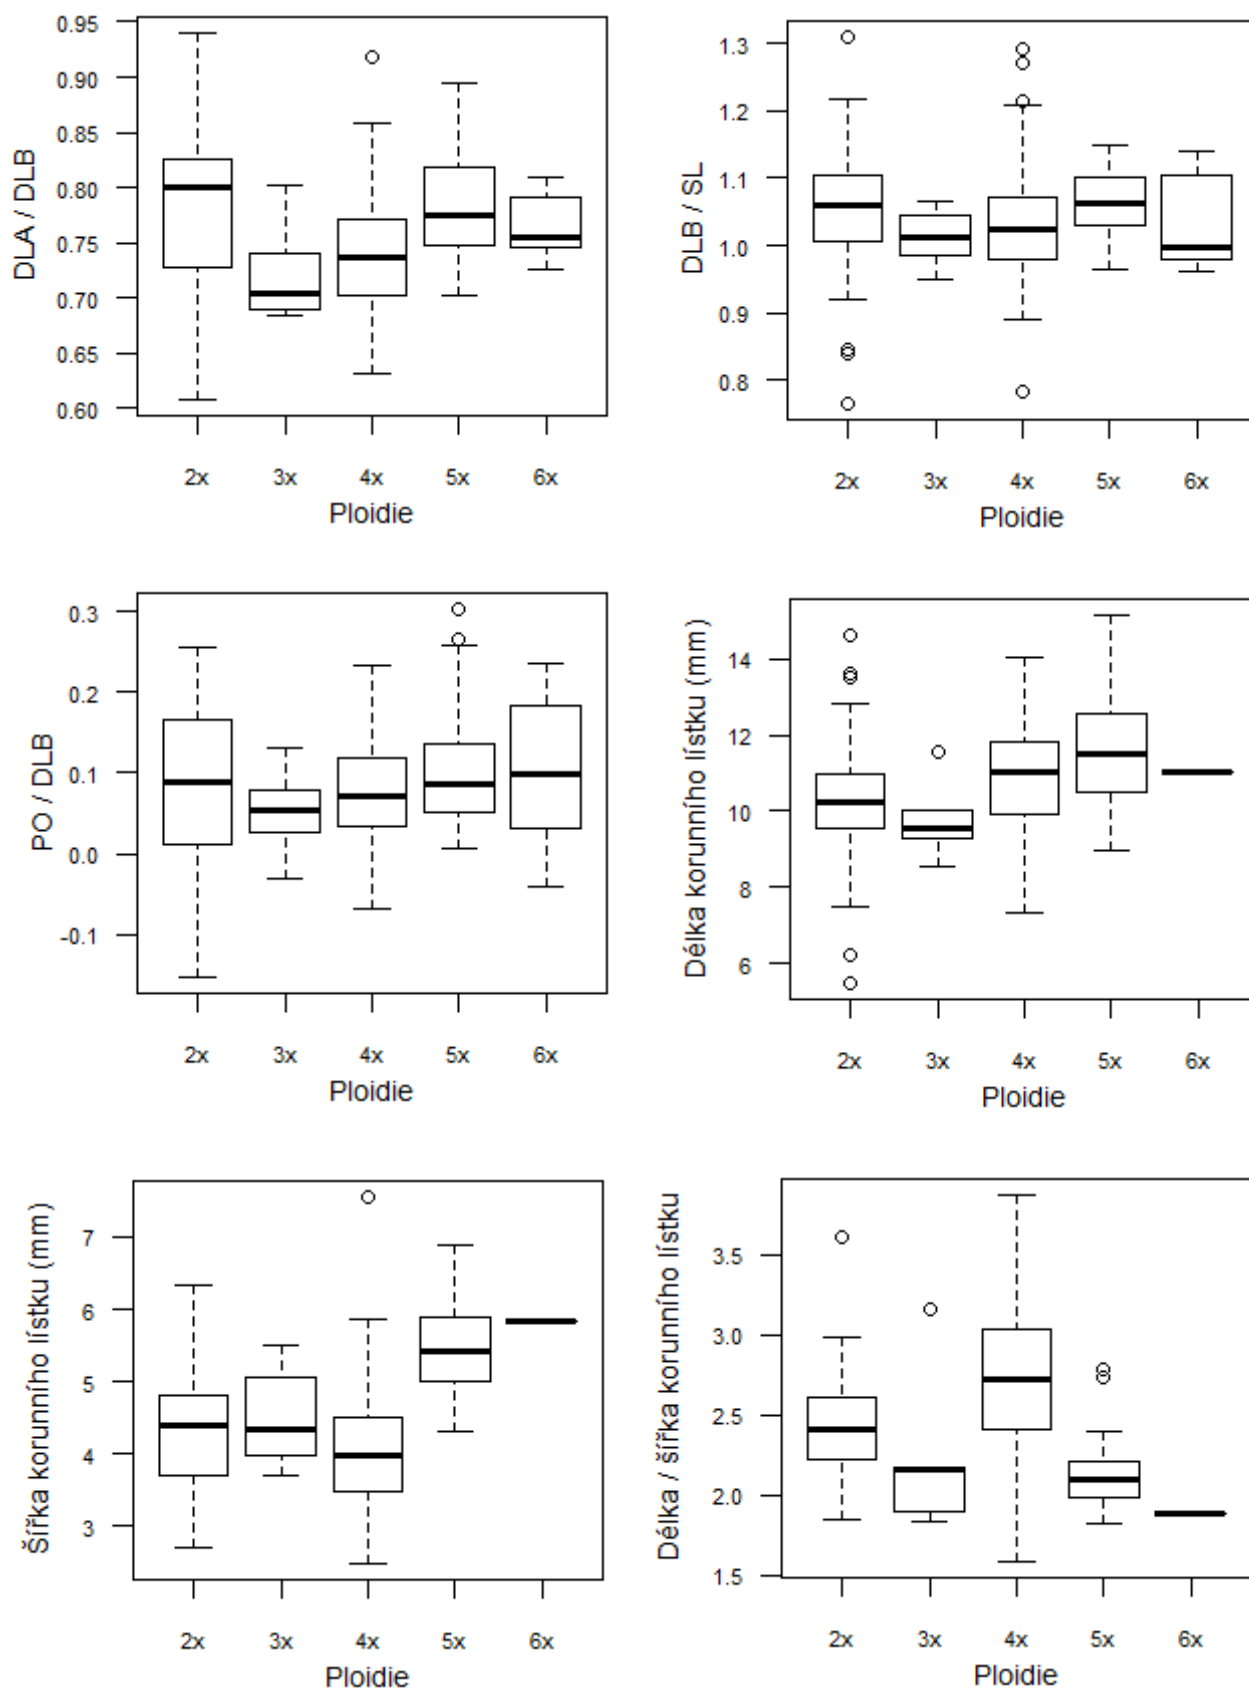 DLA / DLB
0.95
0.90
0.85
0.80
0.75
0.70
0.65
0.60
2x 3x 4x 5x 6x
Ploidie
DLB / SL
1.3
1.2
1.1
1.0
0.9
0.8
2x 3x 4x 5x 6x
Ploidie
PO / DLB
0.3
0.2
0.1
0.0
-0.1
2x 3x 4x 5x 6x
Ploidie
Délka korunního lístku (mm)
14
12
10
8
6
2x 3x 4x 5x 6x
Ploidie
Šířka korunního lístku (mm)
7
6
5
4
3
2x 3x 4x 5x 6x
Ploidie
Délka / šířka korunního lístku
3.5
3.0
2.5
2.0
1.5
2x 3x 4x 5x 6x
Ploidie